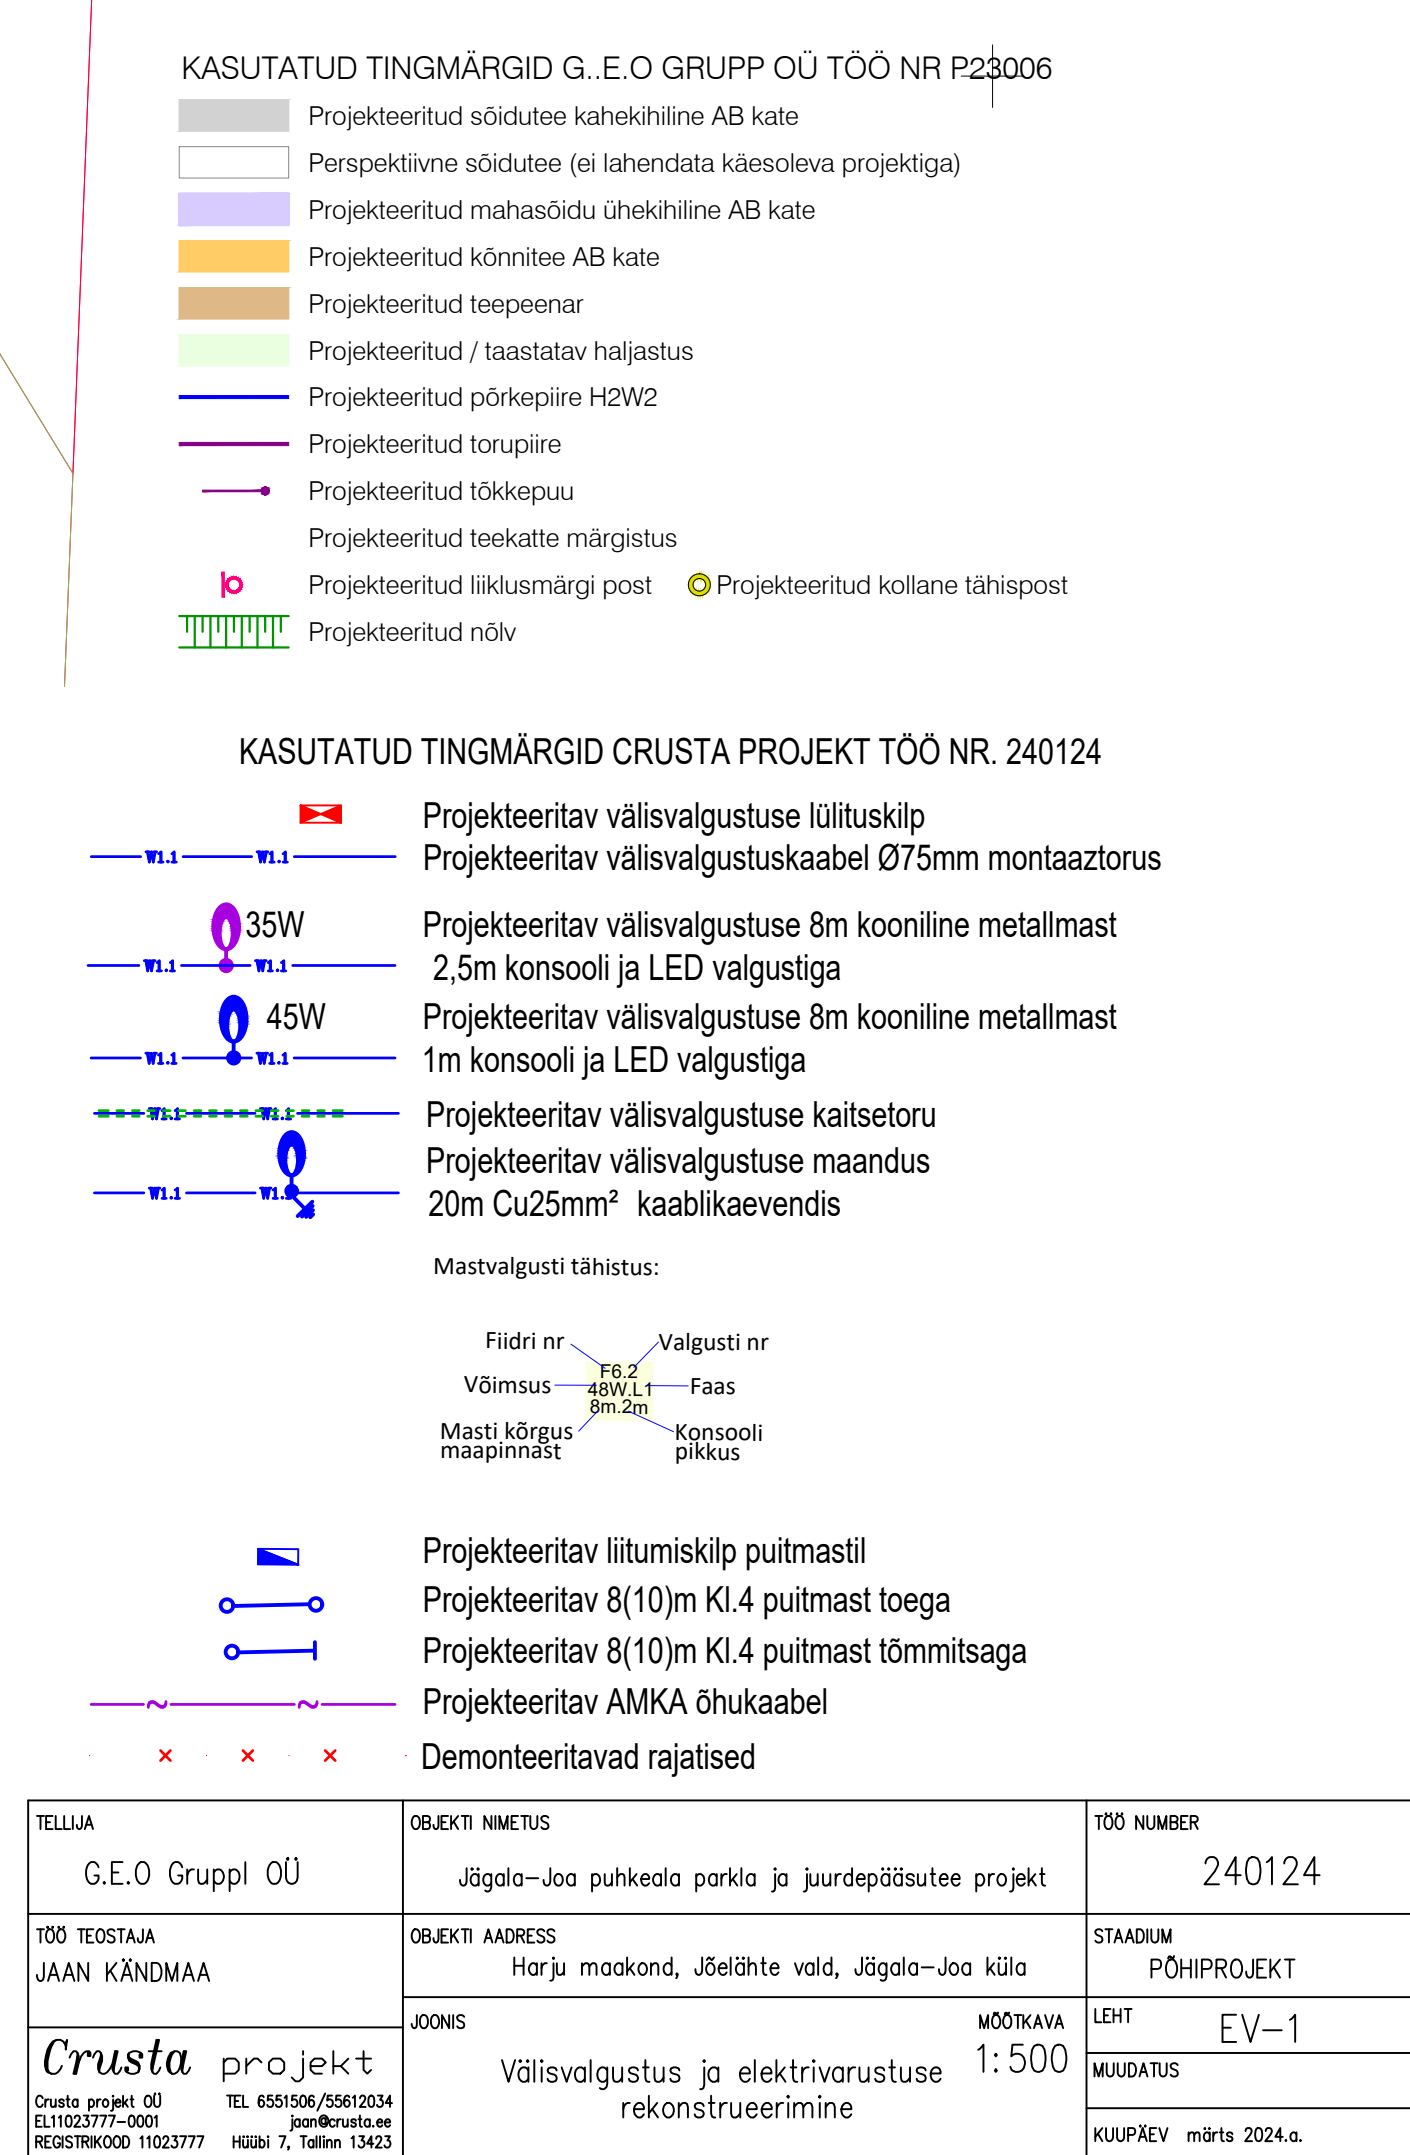 KASUTATUD TINGMÄRGID G..E.O GRUPP OÜ TÖÖ NR P23006
Projekteeritud sõidutee kahekihiline AB kate
Perspektiivne sõidutee (ei lahendata käesoleva projektiga)
Projekteeritud mahasõidu ühekihiline AB kate
Projekteeritud kõnnitee AB kate
Projekteeritud teepeenar
Projekteeritud / taastatav haljastus
Projekteeritud põrkepiire H2W2
Projekteeritud torupiire
Projekteeritud tõkkepuu
Projekteeritud teekatte märgistus
Projekteeritud liiklusmärgi post Projekteeritud kollane tähispost
Projekteeritud nõlv
KASUTATUD TINGMÄRGID CRUSTA PROJEKT TÖÖ NR. 240124
Projekteeritav välisvalgustuse lülituskilp
W1.1 W1.1 Projekteeritav välisvalgustuskaabel Ø75mm montaaztorus
35W Projekteeritav välisvalgustuse 8m kooniline metallmast
W1.1 W1.1 2,5m konsooli ja LED valgustiga
45W Projekteeritav välisvalgustuse 8m kooniline metallmast
W1.1 W1.1 1m konsooli ja LED valgustiga
W1.1 W1.1 Projekteeritav välisvalgustuse kaitsetoru
Projekteeritav välisvalgustuse maandus
W1.1 W1.1 20m Cu25mm² kaablikaevendis
Mastvalgusti tähistus:
Fiidri nr Valgusti nr
F6.2
Võimsus 48W.L1 Faas
8m.2m
Masti kõrgus Konsooli
maapinnast pikkus
Projekteeritav liitumiskilp puitmastil
Projekteeritav 8(10)m Kl.4 puitmast toega
Projekteeritav 8(10)m Kl.4 puitmast tõmmitsaga
Projekteeritav AMKA õhukaabel
Demonteeritavad rajatised
TELLIJA
G.E.O Gruppl OÜ
OBJEKTI NIMETUS
Jägala-Joa puhkeala parkla ja juurdepääsutee projekt
TÖÖ NUMBER
240124
TÖÖ TEOSTAJA
JAAN KÄNDMAA
OBJEKTI AADRESS
Harju maakond, Jõelähte vald, Jägala-Joa küla
STAADIUM
PÕHIPROJEKT
JOONIS
Välisvalgustus ja elektrivarustuse
rekonstrueerimine
MÕÕTKAVA
1:500
LEHT EV-1
MUUDATUS
KUUPÄEV märts 2024.a.
Crusta projekt
Crusta projekt OÜ TEL 6551506/55612034
EL11023777-0001 jaan@crusta.ee
REGISTRIKOOD 11023777 Hüübi 7, Tallinn 13423